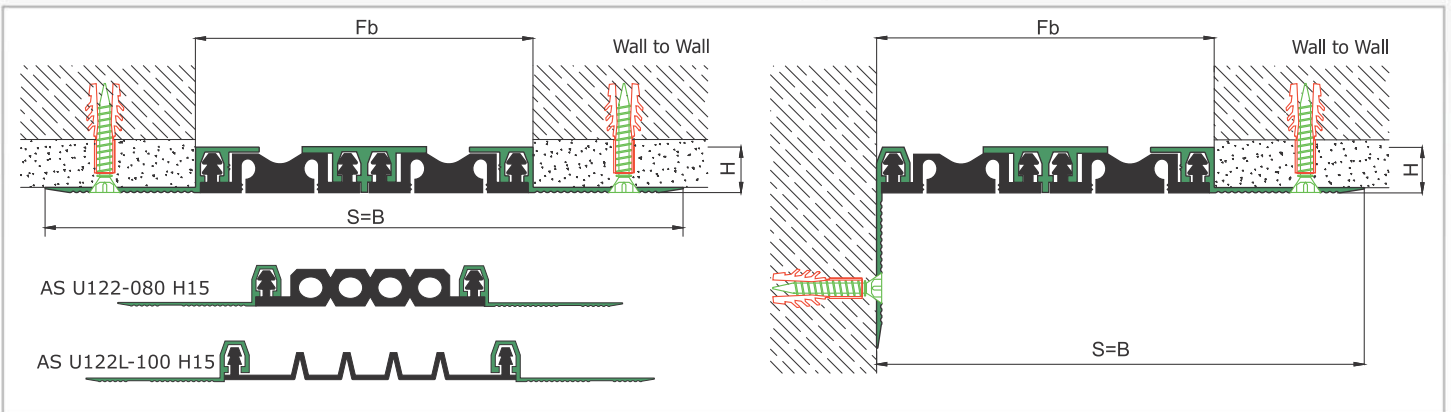 Fb
Wall to Wall
H
S=B
AS U122-080 H15
AS U122L-100 H15
Fb
Wall to Wall
H
S=B